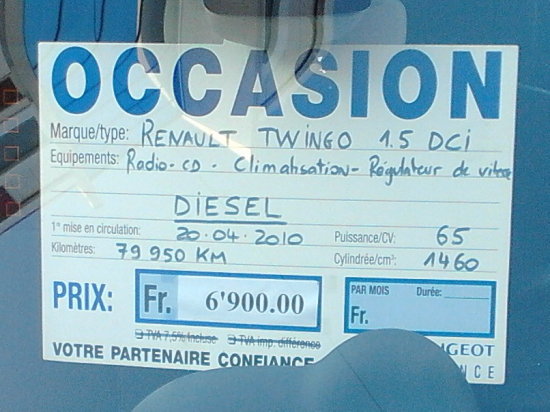 OCCASION
Marque/type: RENAULT TWINGO 1.5 DCi
Equipements: Radio-CD - Climatisation - Régulateur de vitesse
DIESEL
1ª mise en circulation: 20.04.2010 Puissance/CV: 65
Kilomètres: 79 950 KM Cylindrée/cm³: 1460
PRIX: Fr. 6'900.00 PAR MOIS Durée:
Fr.
TVA 7,5% incluse TVA imp. différence
VOTRE PARTENAIRE CONFIANCE